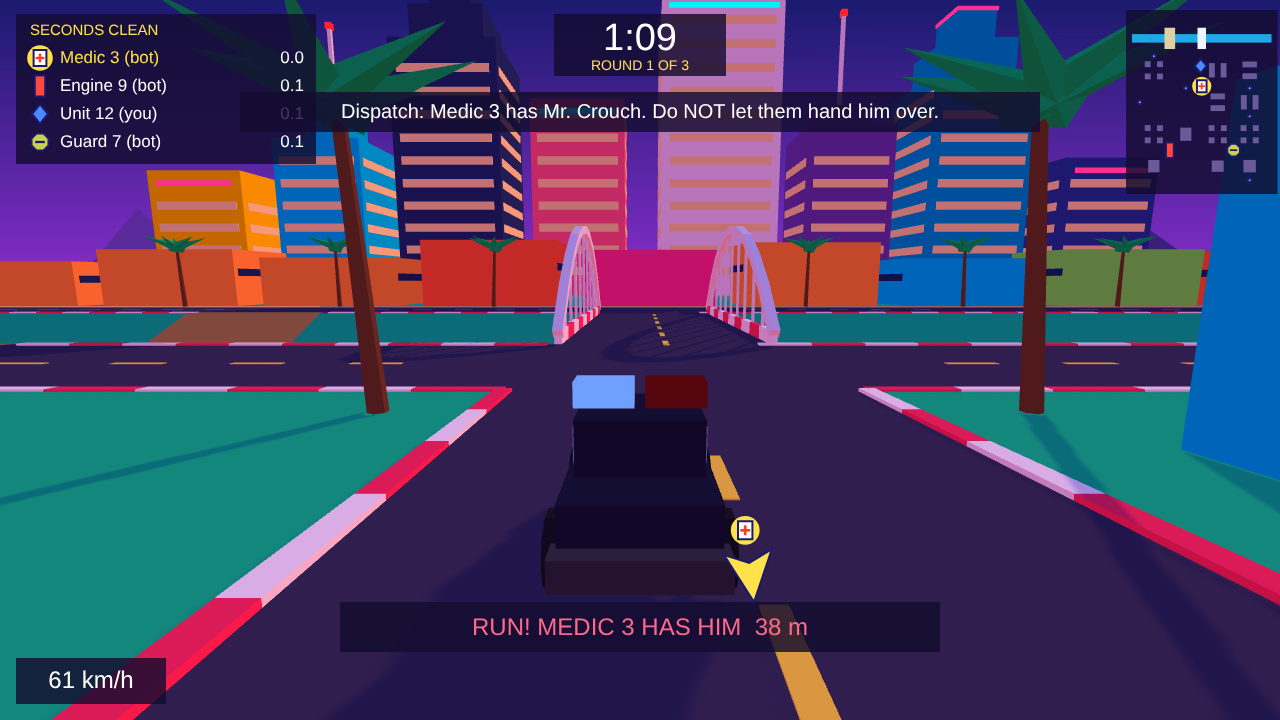 SECONDS CLEAN
Medic 3 (bot) 0.0
Engine 9 (bot) 0.1
Unit 12 (you) 0.1
Guard 7 (bot) 0.1
1:09
ROUND 1 OF 3
Dispatch: Medic 3 has Mr. Crouch. Do NOT let them hand him over.
RUN! MEDIC 3 HAS HIM 38 m
61 km/h